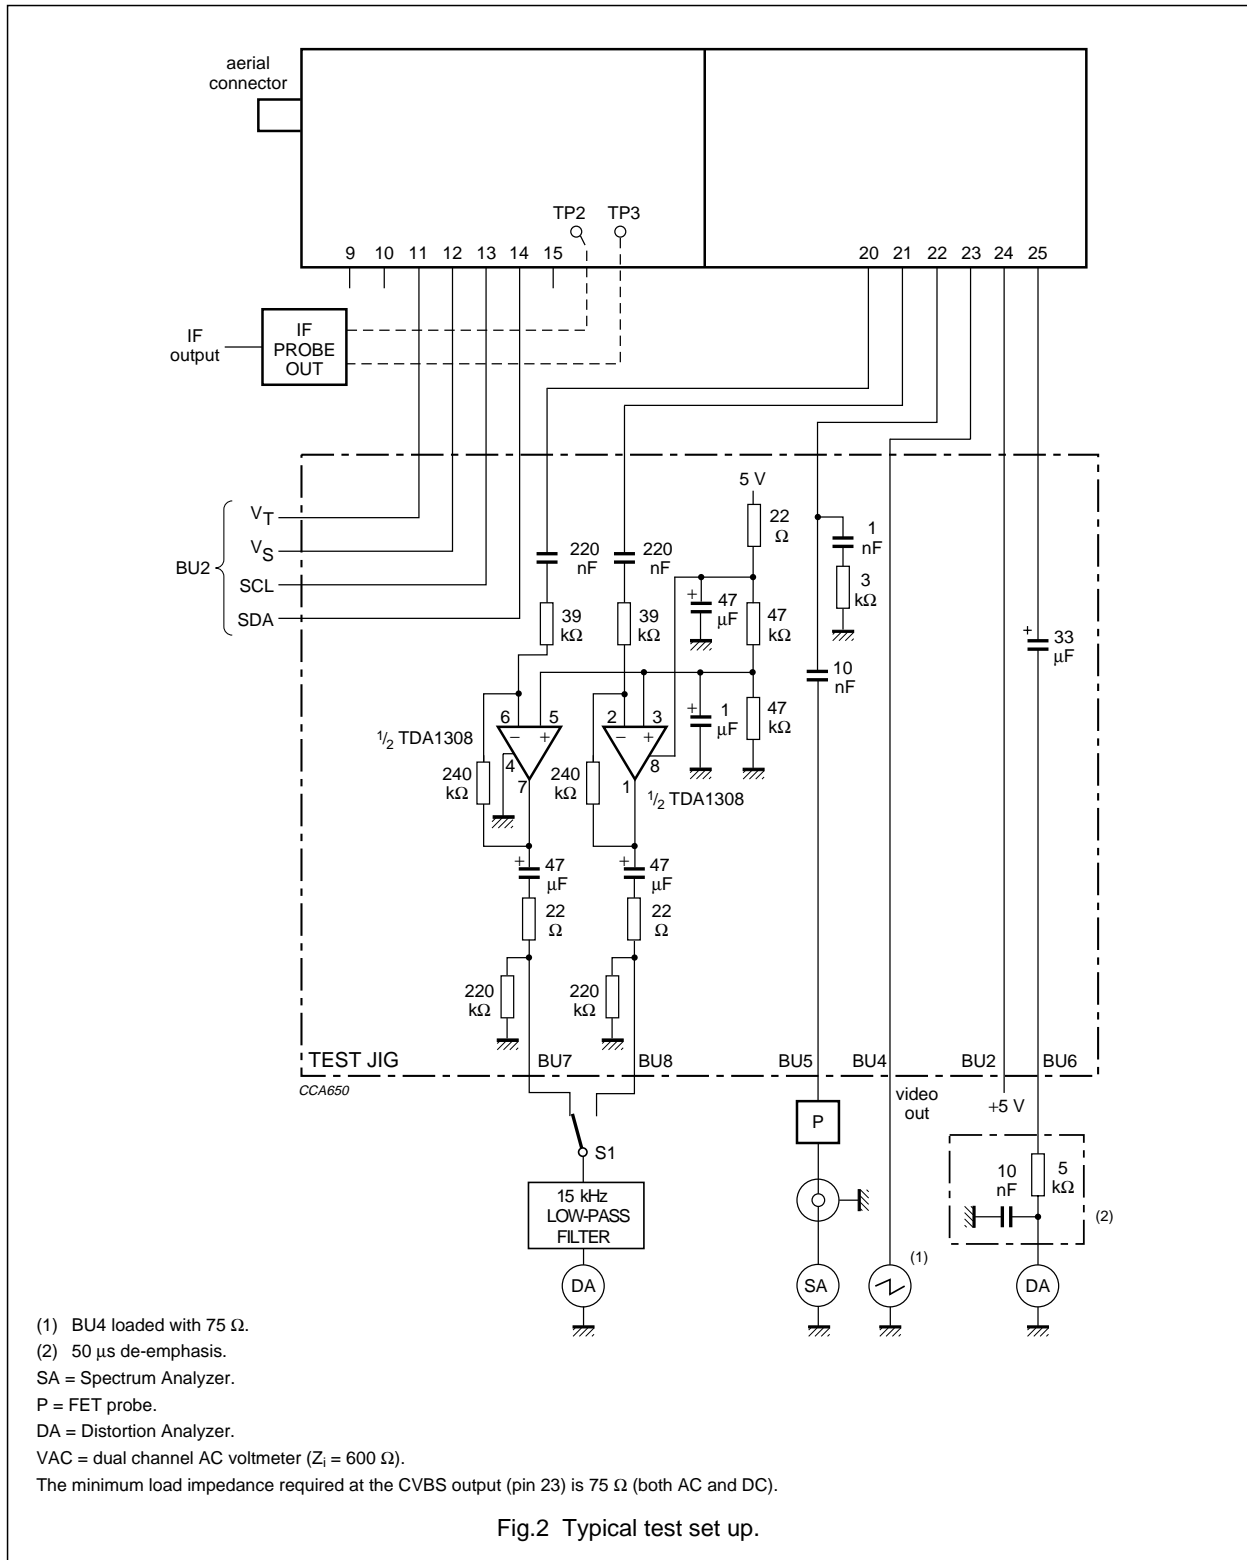 aerial
connector
TP2 TP3
9 10 11 12 13 14 15 20 21 22 23 24 25
IF
output
IF
PROBE
OUT
5 V
22
Ω
1
nF
3
kΩ
BU2
VT
VS
SCL
SDA
220
nF
220
nF
39
kΩ
39
kΩ
+
47
μF
47
kΩ
+
33
μF
10
nF
6 5
− +
4
7
2 3
− +
8
1
+
1
μF
47
kΩ
1/2 TDA1308
240
kΩ
240
kΩ
1/2 TDA1308
+
47
μF
+
47
μF
22
Ω
22
Ω
220
kΩ
220
kΩ
TEST JIG BU7 BU8 BU5 BU4 BU2 BU6
CCA650
video
out
+5 V
P
S1
15 kHz
LOW-PASS
FILTER
10
nF
5
kΩ
(2)
DA
SA
(1)
DA
(1) BU4 loaded with 75 Ω.
(2) 50 μs de-emphasis.
SA = Spectrum Analyzer.
P = FET probe.
DA = Distortion Analyzer.
VAC = dual channel AC voltmeter (Zi = 600 Ω).
The minimum load impedance required at the CVBS output (pin 23) is 75 Ω (both AC and DC).
Fig.2 Typical test set up.